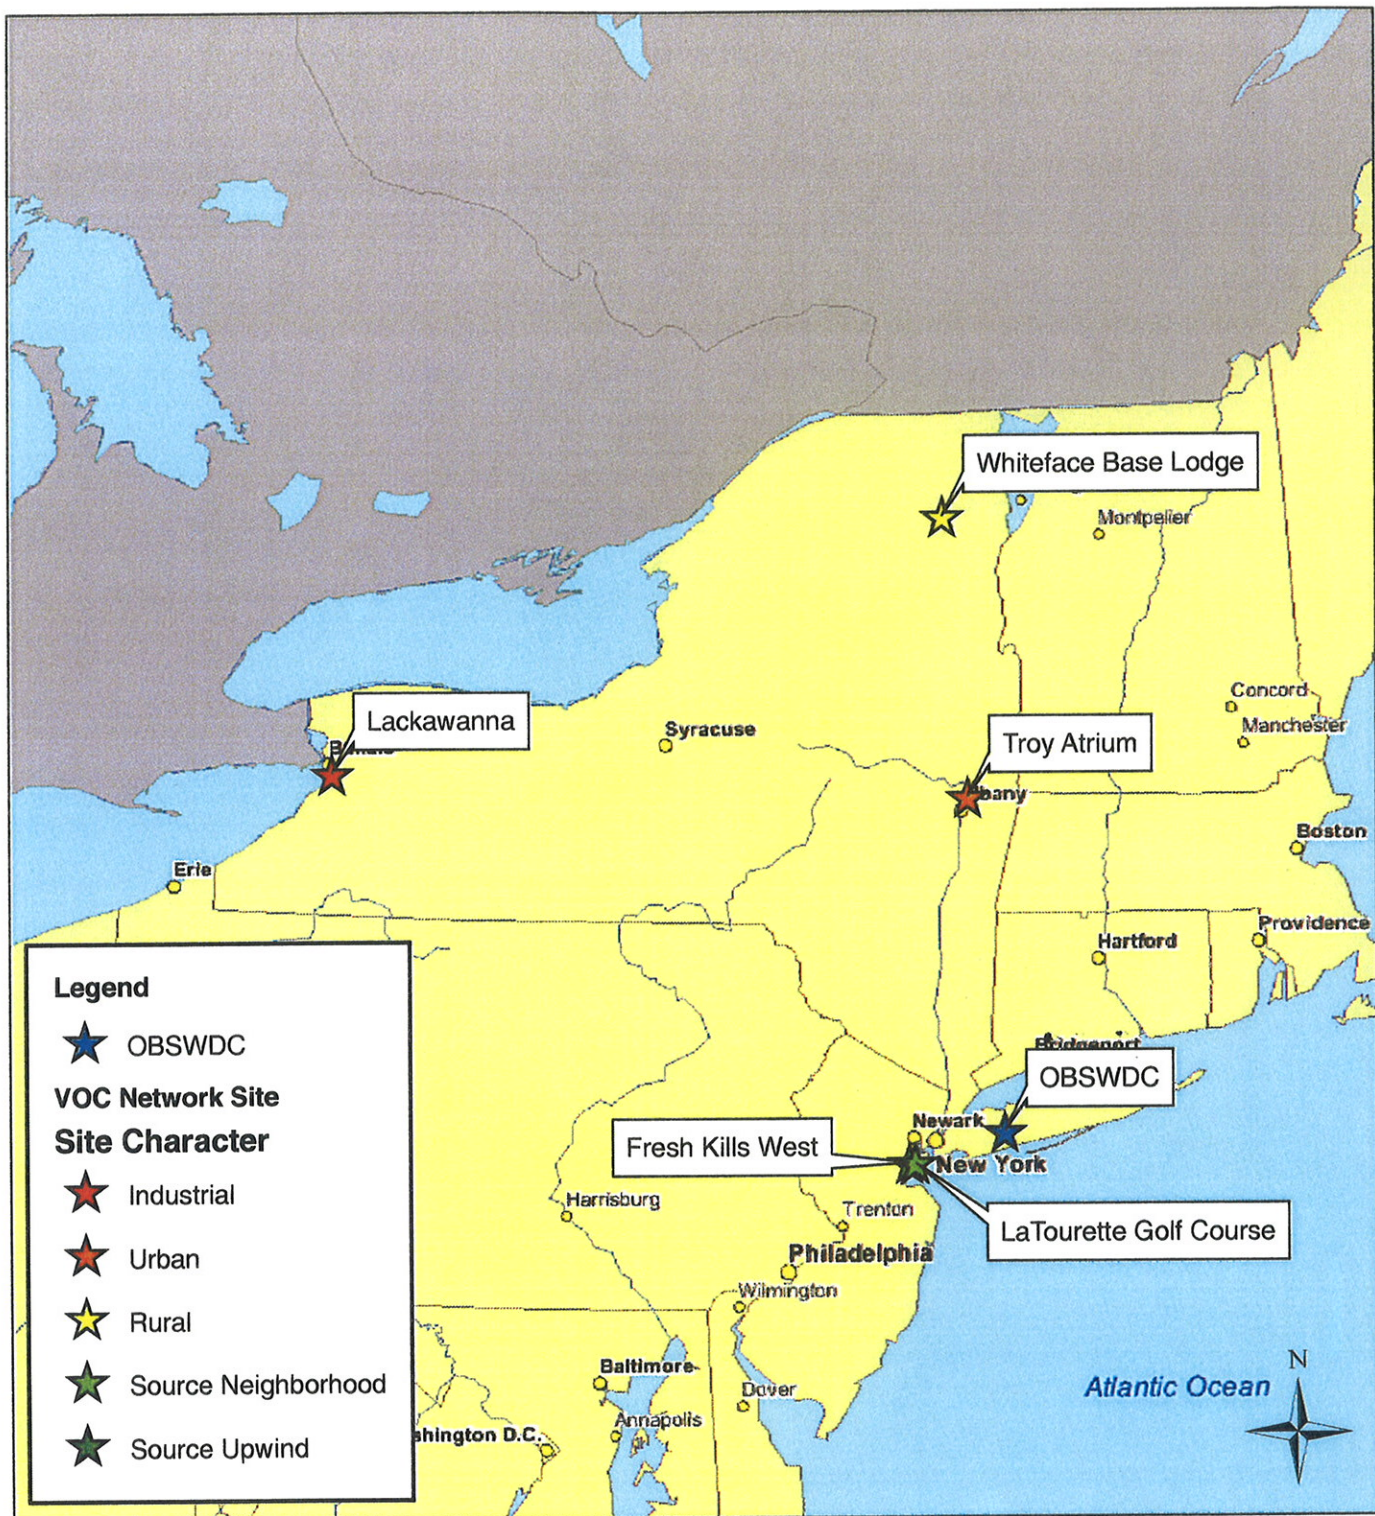 Whiteface Base Lodge
Montpelier
Concord
Manchester
Lackawanna
Syracuse
Troy Atrium
Boston
Erie
Providence
Hartford
Bridgeport
OBSWDC
Newark
Fresh Kills West
New York
LaTourette Golf Course
Harrisburg
Trenton
Philadelphia
Wilmington
Baltimore
Dover
Annapolis
shington D.C.
Atlantic Ocean
N
Legend
OBSWDC
VOC Network Site
Site Character
Industrial
Urban
Rural
Source Neighborhood
Source Upwind